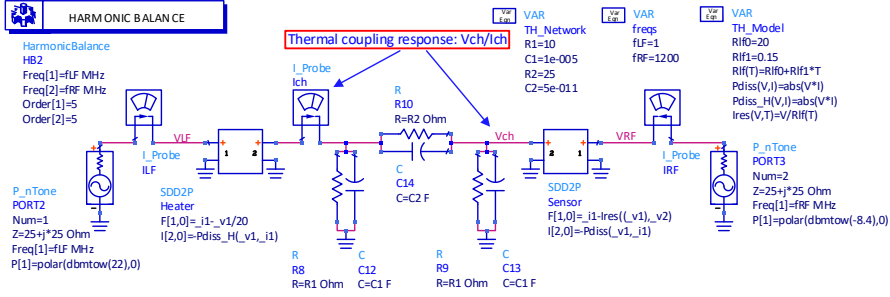 HARMONIC BALANCE
HarmonicBalance
HB2
Freq[1]=fLF MHz
Freq[2]=fRF MHz
Order[1]=5
Order[2]=5
Thermal coupling response: Vch/Ich
Var
Eqn
VAR
TH_Network
R1=10
C1=1e-005
R2=25
C2=5e-011
Var
Eqn
VAR
freqs
fLF=1
fRF=1200
Var
Eqn
VAR
TH_Model
Rlf0=20
Rlf1=0.15
Rlf(T)=Rlf0+Rlf1*T
Pdiss(V,I)=abs(V*I)
Pdiss_H(V,I)=abs(V*I)
Ires(V,T)=V/Rlf(T)
P_nTone
PORT2
Num=1
Z=25+j*25 Ohm
Freq[1]=fLF MHz
P[1]=polar(dbmtow(22),0)
VLF
I_Probe
ILF
1
2
SDD2P
Heater
F[1,0]=_i1-_v1/20
I[2,0]=-Pdiss_H(_v1,_i1)
I_Probe
Ich
R
R8
R=R1 Ohm
C
C12
C=C1 F
R
R10
R=R2 Ohm
C
C14
C=C2 F
Vch
R
R9
R=R1 Ohm
C
C13
C=C1 F
1
2
SDD2P
Sensor
F[1,0]=_i1-Ires((_v1),_v2)
I[2,0]=-Pdiss(_v1,_i1)
VRF
I_Probe
IRF
P_nTone
PORT3
Num=2
Z=25+j*25 Ohm
Freq[1]=fRF MHz
P[1]=polar(dbmtow(-8.4),0)